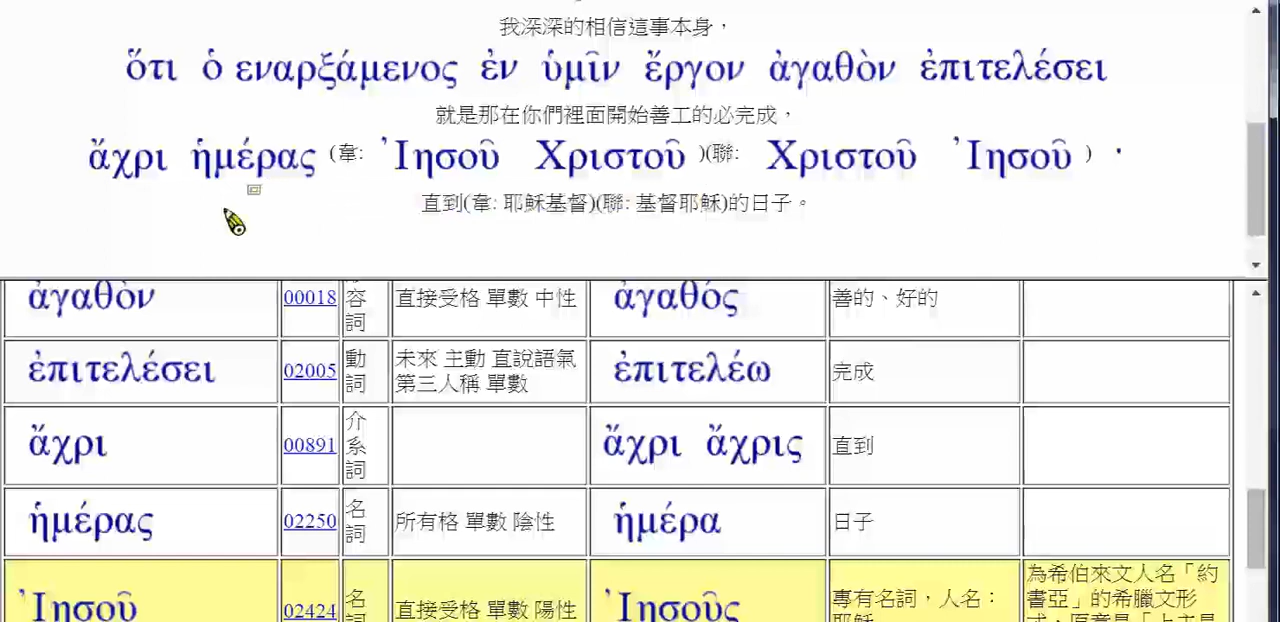 我深深的相信這事本身，
ὅτι ὁ εναρξάμενος ἐν ὑμῖν ἔργον ἀγαθὸν ἐπιτελέσει
就是那在你們裡面開始善工的必完成，
ἄχρι ἡμέρας (韋: Ἰησοῦ Χριστοῦ )(聯: Χριστοῦ Ἰησοῦ ) ‧
直到(韋: 耶穌基督)(聯: 基督耶穌)的日子。
ἀγαθὸν 00018 容詞 直接受格 單數 中性 ἀγαθός 善的、好的
ἐπιτελέσει 02005 動詞 未來 主動 直說語氣 第三人稱 單數 ἐπιτελέω 完成
ἄχρι 00891 介系詞 ἄχρι ἄχρις 直到
ἡμέρας 02250 名詞 所有格 單數 陰性 ἡμέρα 日子
Ἰησοῦ 02424 名 直接受格 單數 陽性 Ἰησοῦς 專有名詞，人名： 為希伯來文人名「約書亞」的希臘文形